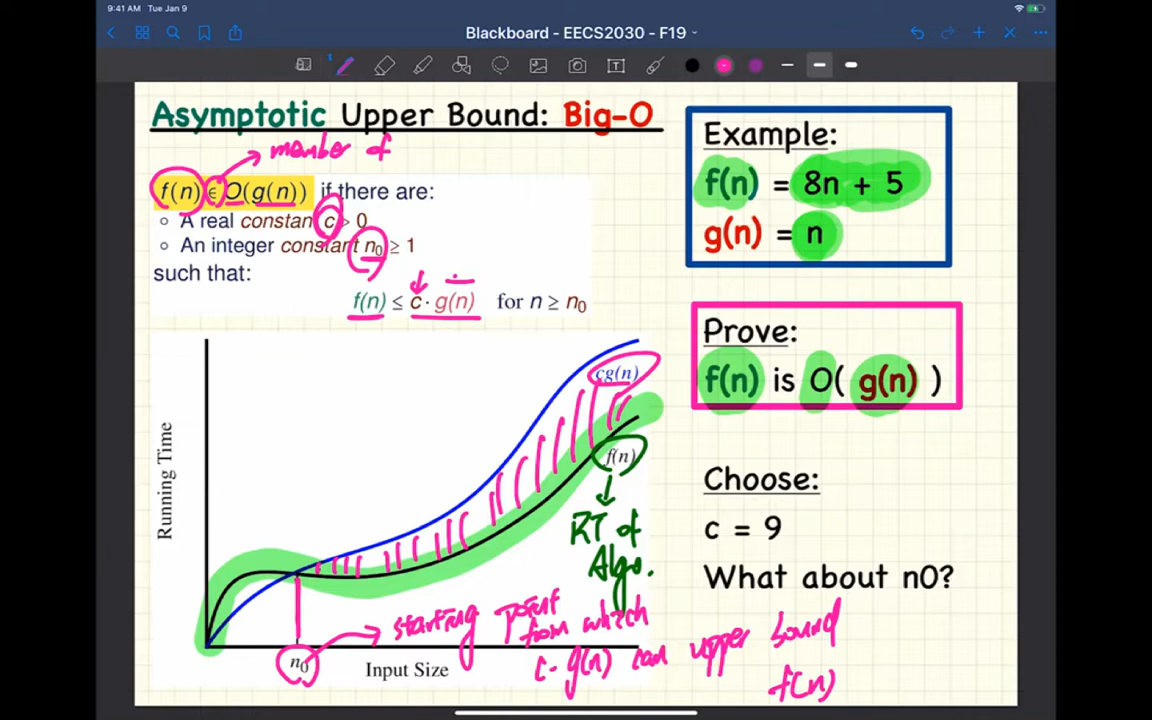 9:41 AM Tue Jan 9
Blackboard - EECS2030 - F19
Asymptotic Upper Bound: Big-O
member of
f(n) ∈ O(g(n)) if there are:
A real constant c > 0
An integer constant n0 ≥ 1
such that:
f(n) ≤ c · g(n) for n ≥ n0
Running Time
cg(n)
f(n)
RT of
Algo.
n0
Input Size
starting point
from which
c · g(n) can upper bound
f(n)
Example:
f(n) = 8n + 5
g(n) = n
Prove:
f(n) is O( g(n) )
Choose:
c = 9
What about n0?